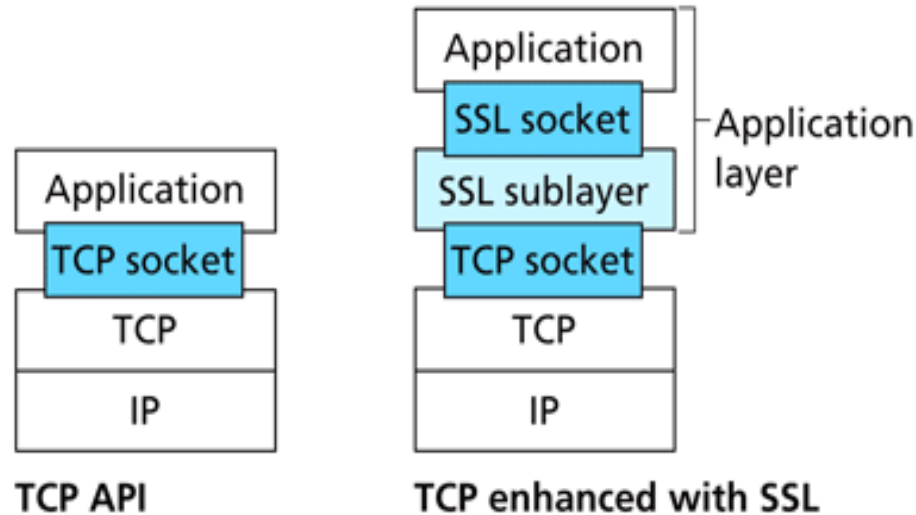 Application
TCP socket
TCP
IP
TCP API
Application
SSL socket
SSL sublayer
TCP socket
TCP
IP
Application
layer
TCP enhanced with SSL